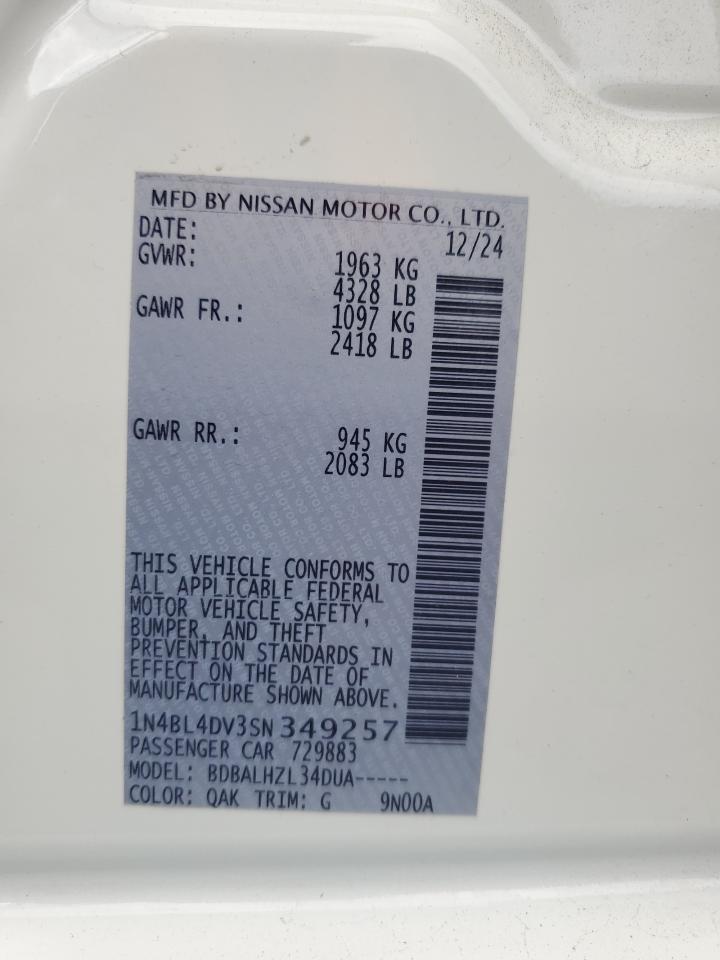 MFD BY NISSAN MOTOR CO., LTD.
DATE: 12/24
GVWR: 1963 KG
4328 LB
GAWR FR.: 1097 KG
2418 LB
GAWR RR.: 945 KG
2083 LB
THIS VEHICLE CONFORMS TO
ALL APPLICABLE FEDERAL
MOTOR VEHICLE SAFETY,
BUMPER, AND THEFT
PREVENTION STANDARDS IN
EFFECT ON THE DATE OF
MANUFACTURE SHOWN ABOVE.
1N4BL4DV3SN349257
PASSENGER CAR 729883
MODEL: BDBALHZL34DUA-----
COLOR: QAK TRIM: G 9N00A